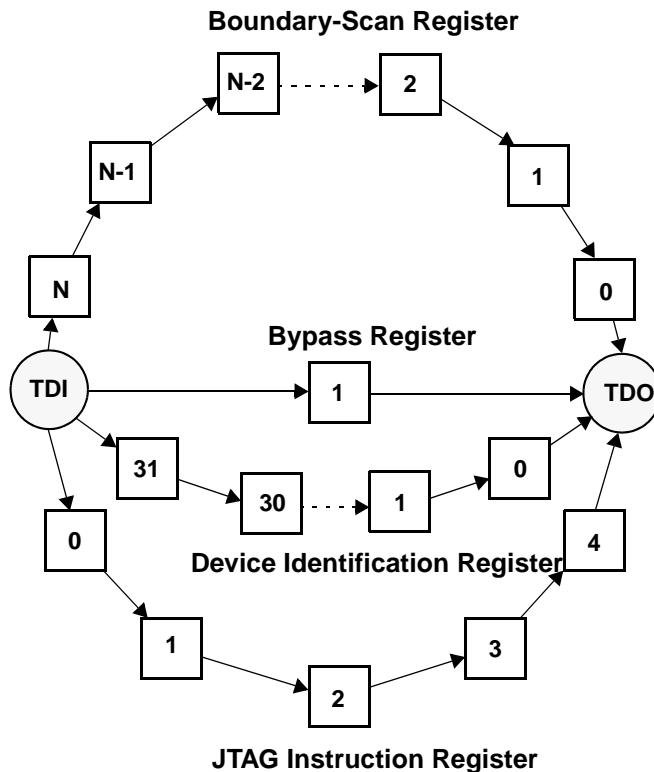 Boundary-Scan Register
N-2
2
N-1
1
N
0
Bypass Register
TDI
1
TDO
31
30
1
0
Device Identification Register
0
1
2
3
4
JTAG Instruction Register